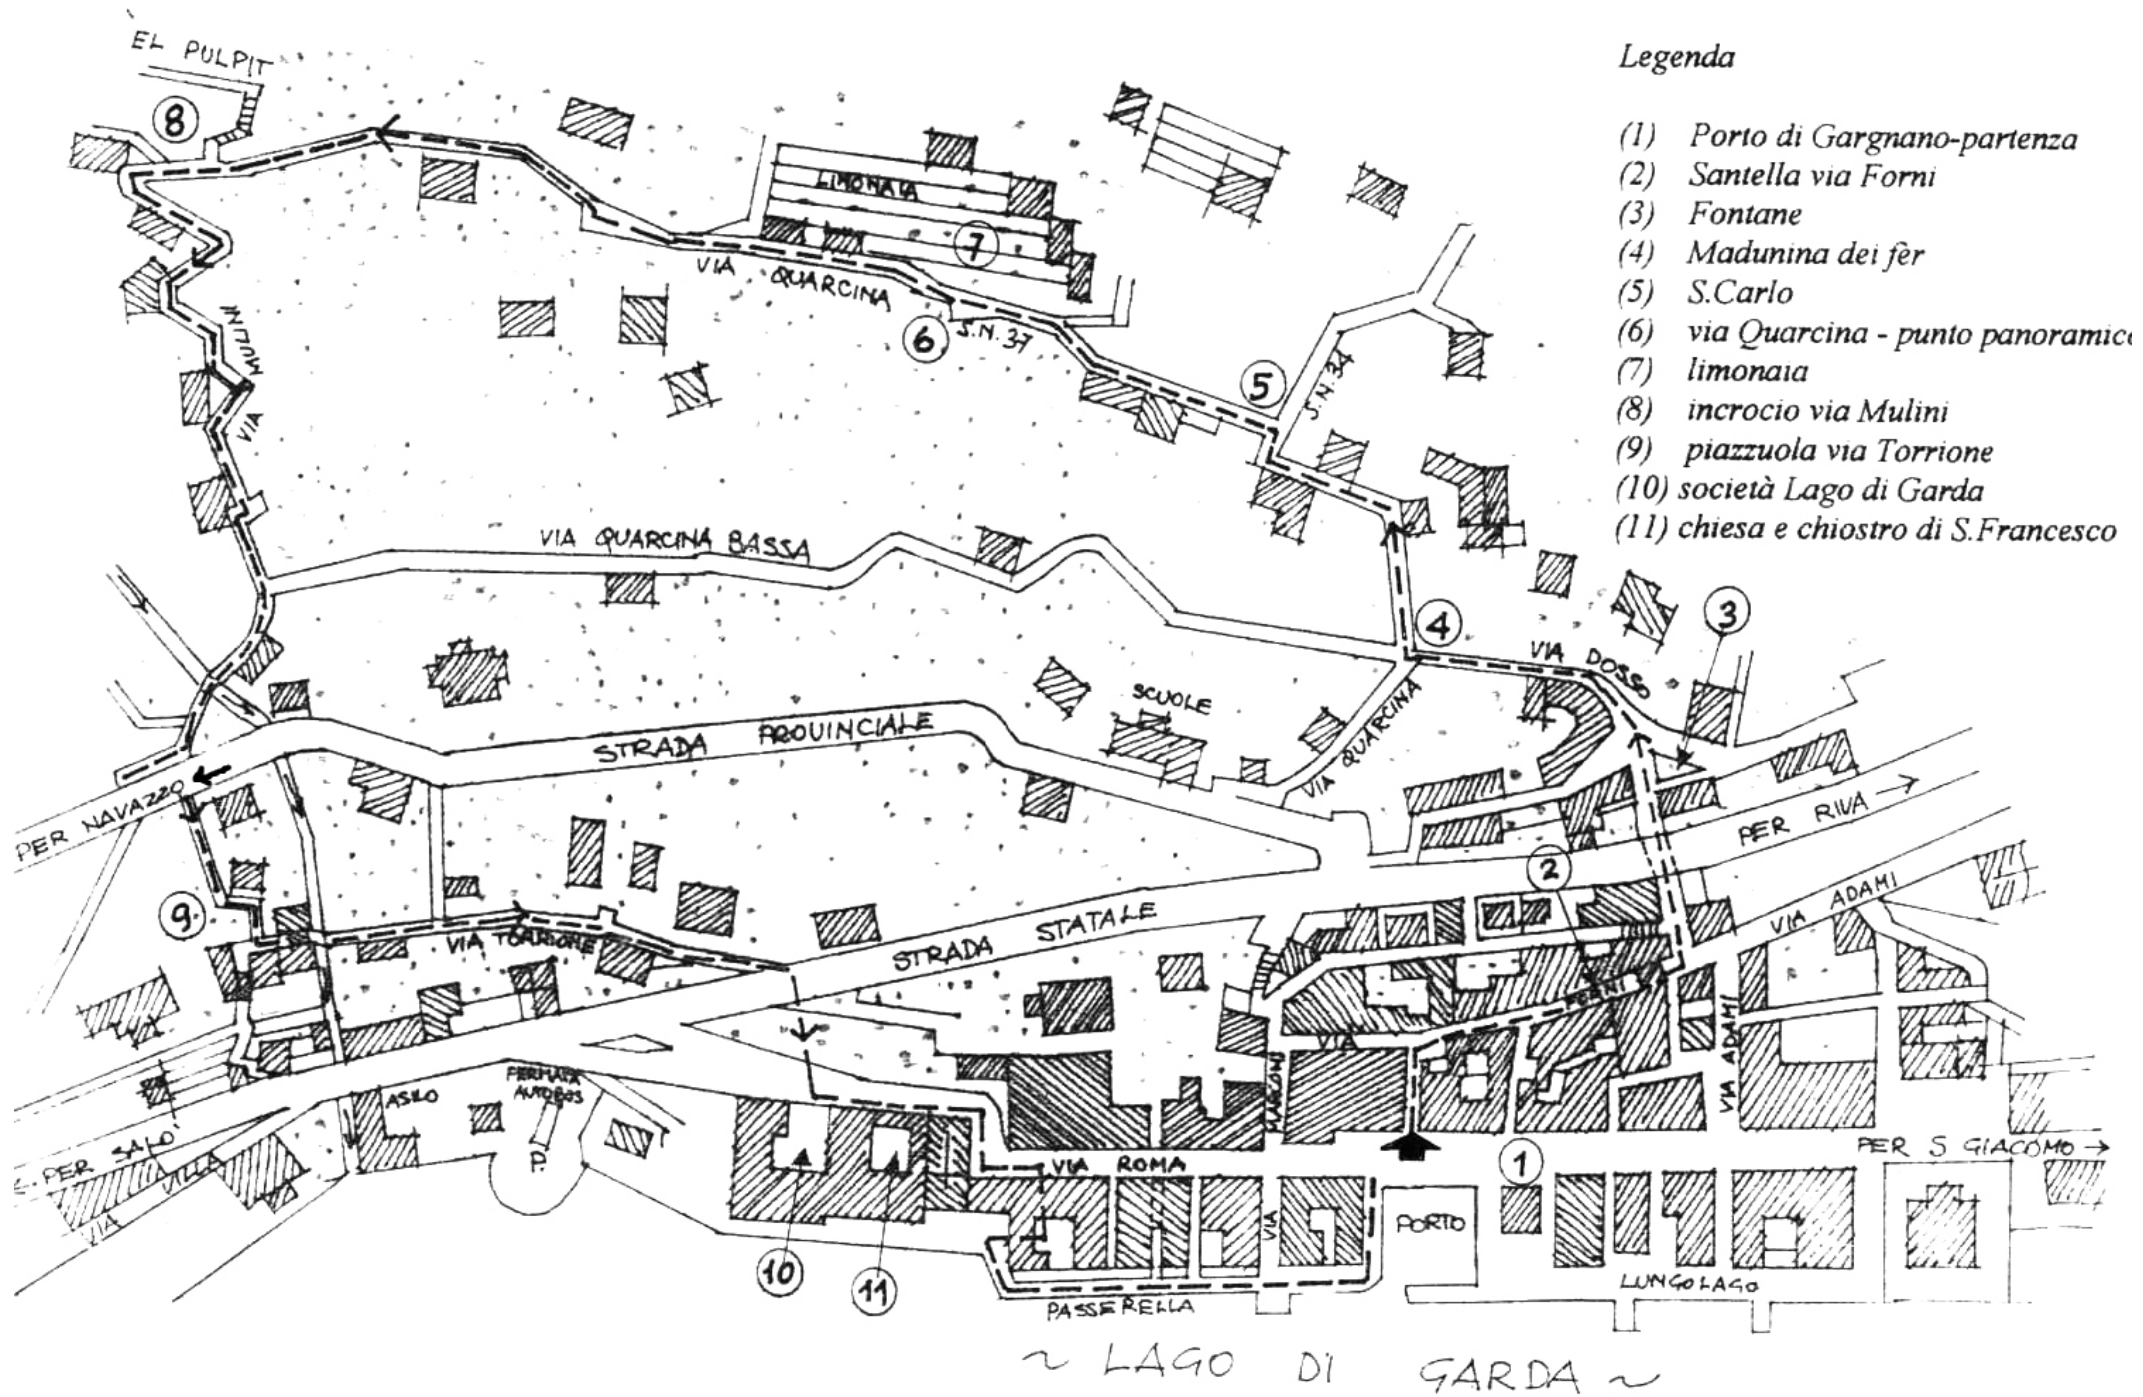 EL PULPIT
8
Legenda
(1) Porto di Gargnano-partenza
(2) Santella via Forni
(3) Fontane
(4) Madunina dei fèr
(5) S.Carlo
(6) via Quarcina - punto panoramico
(7) limonaia
(8) incrocio via Mulini
(9) piazzuola via Torrione
(10) società Lago di Garda
(11) chiesa e chiostro di S.Francesco
LIMONAIA
7
VIA QUARCINA
6
S.N. 37
5
S.N. 34
VIA MULINI
VIA QUARCINA BASSA
4
3
VIA DOSSO
SCUOLE
VIA QUARCINA
STRADA PROVINCIALE
PER NAVAZZO
PER RIVA
2
9
VIA TORRIONE
STRADA STATALE
VIA ADAMI
VIA FORNI
VIA ADAMI
FERMATA
AUTOBUS
ASILO
P.
PER SALO'
VIA VILLA
VIA MARCONI
VIA ROMA
1
PER S GIACOMO
PORTO
10
11
PASSERELLA
LUNGOLAGO
~ LAGO DI GARDA ~